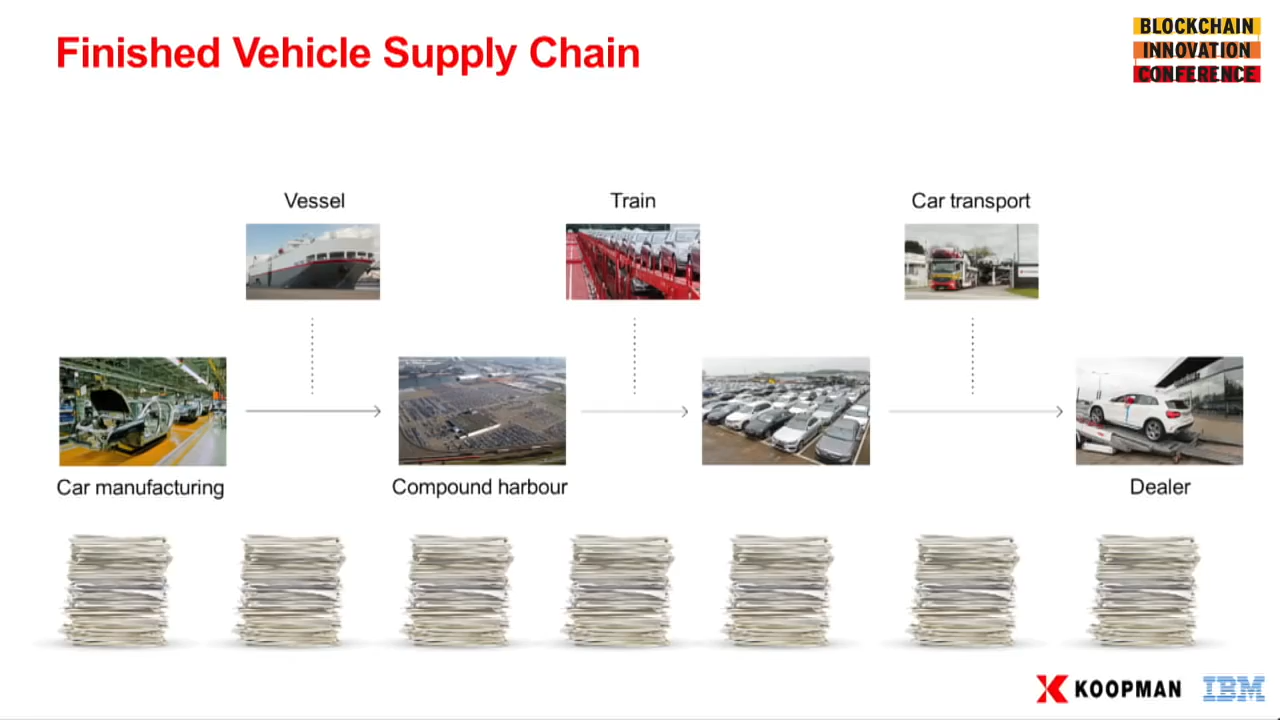 Finished Vehicle Supply Chain
BLOCKCHAIN
INNOVATION
CONFERENCE
Vessel
Train
Car transport
Car manufacturing
Compound harbour
Dealer
KOOPMAN
IBM